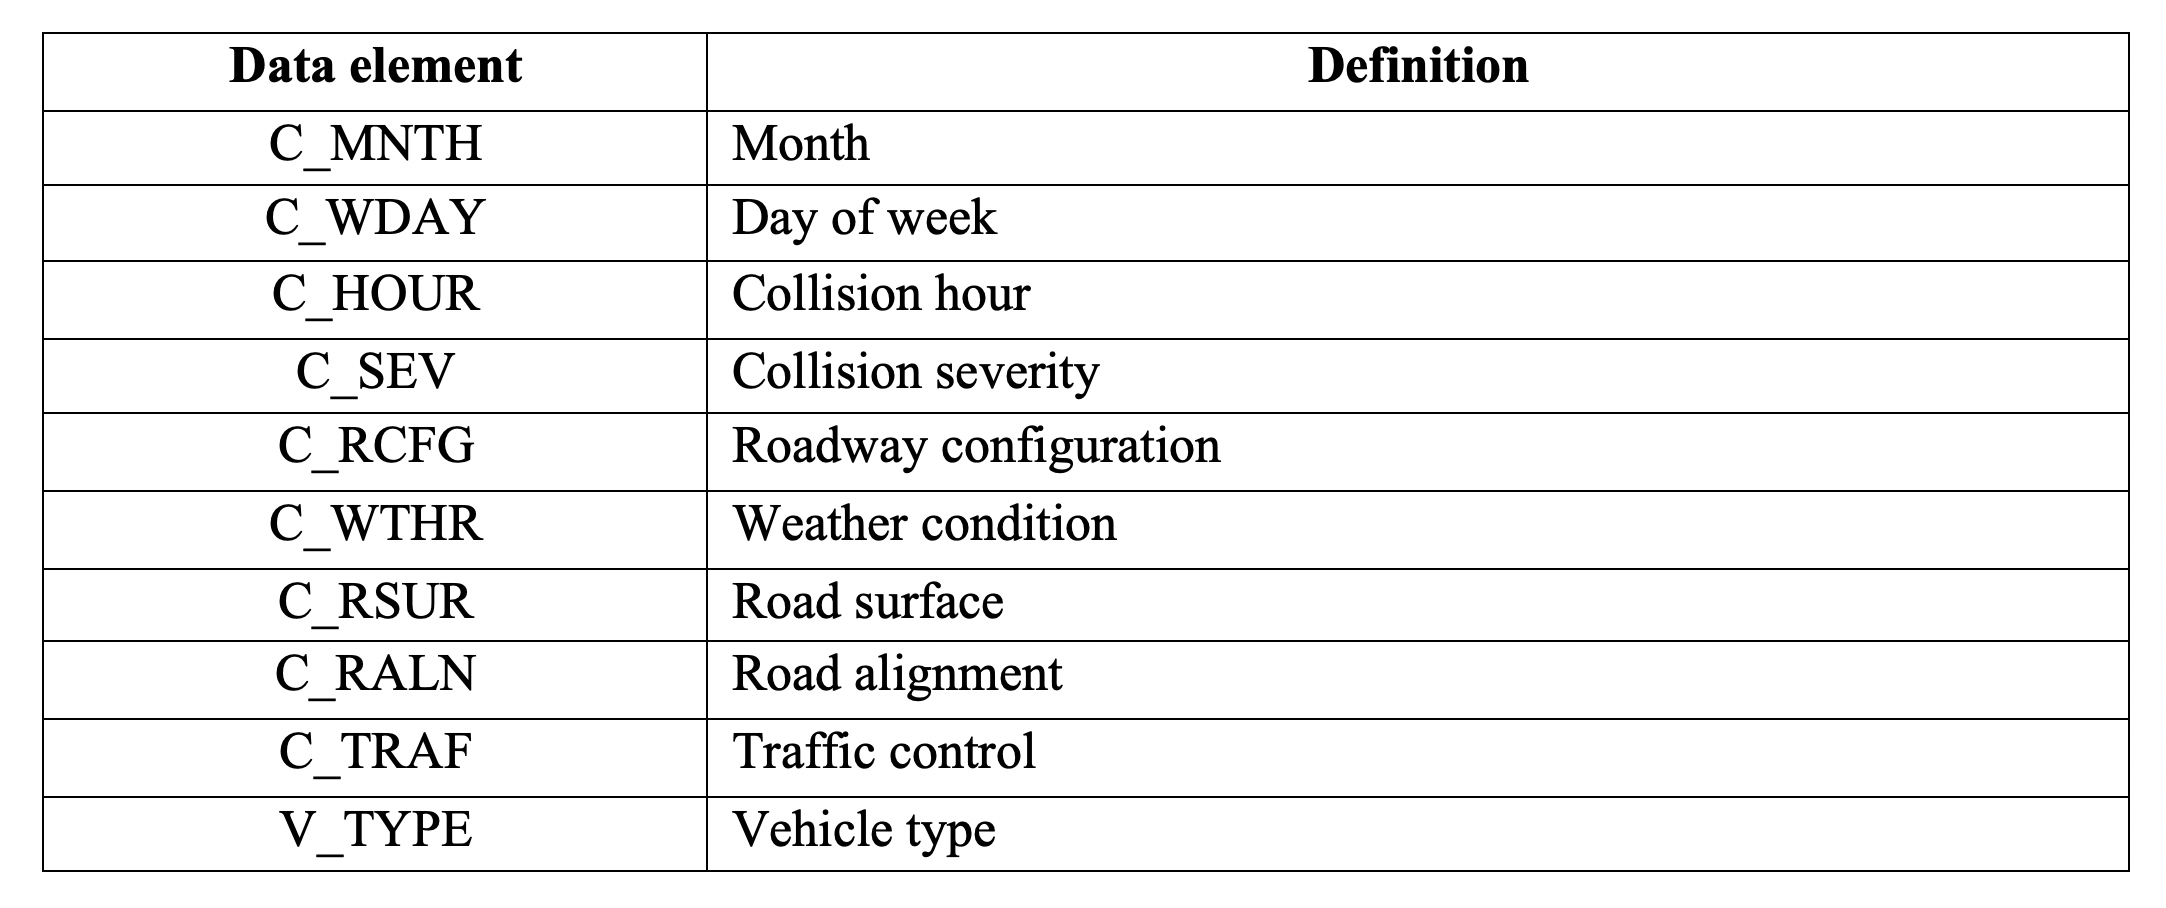 Data element Definition
C_MNTH Month
C_WDAY Day of week
C_HOUR Collision hour
C_SEV Collision severity
C_RCFG Roadway configuration
C_WTHR Weather condition
C_RSUR Road surface
C_RALN Road alignment
C_TRAF Traffic control
V_TYPE Vehicle type